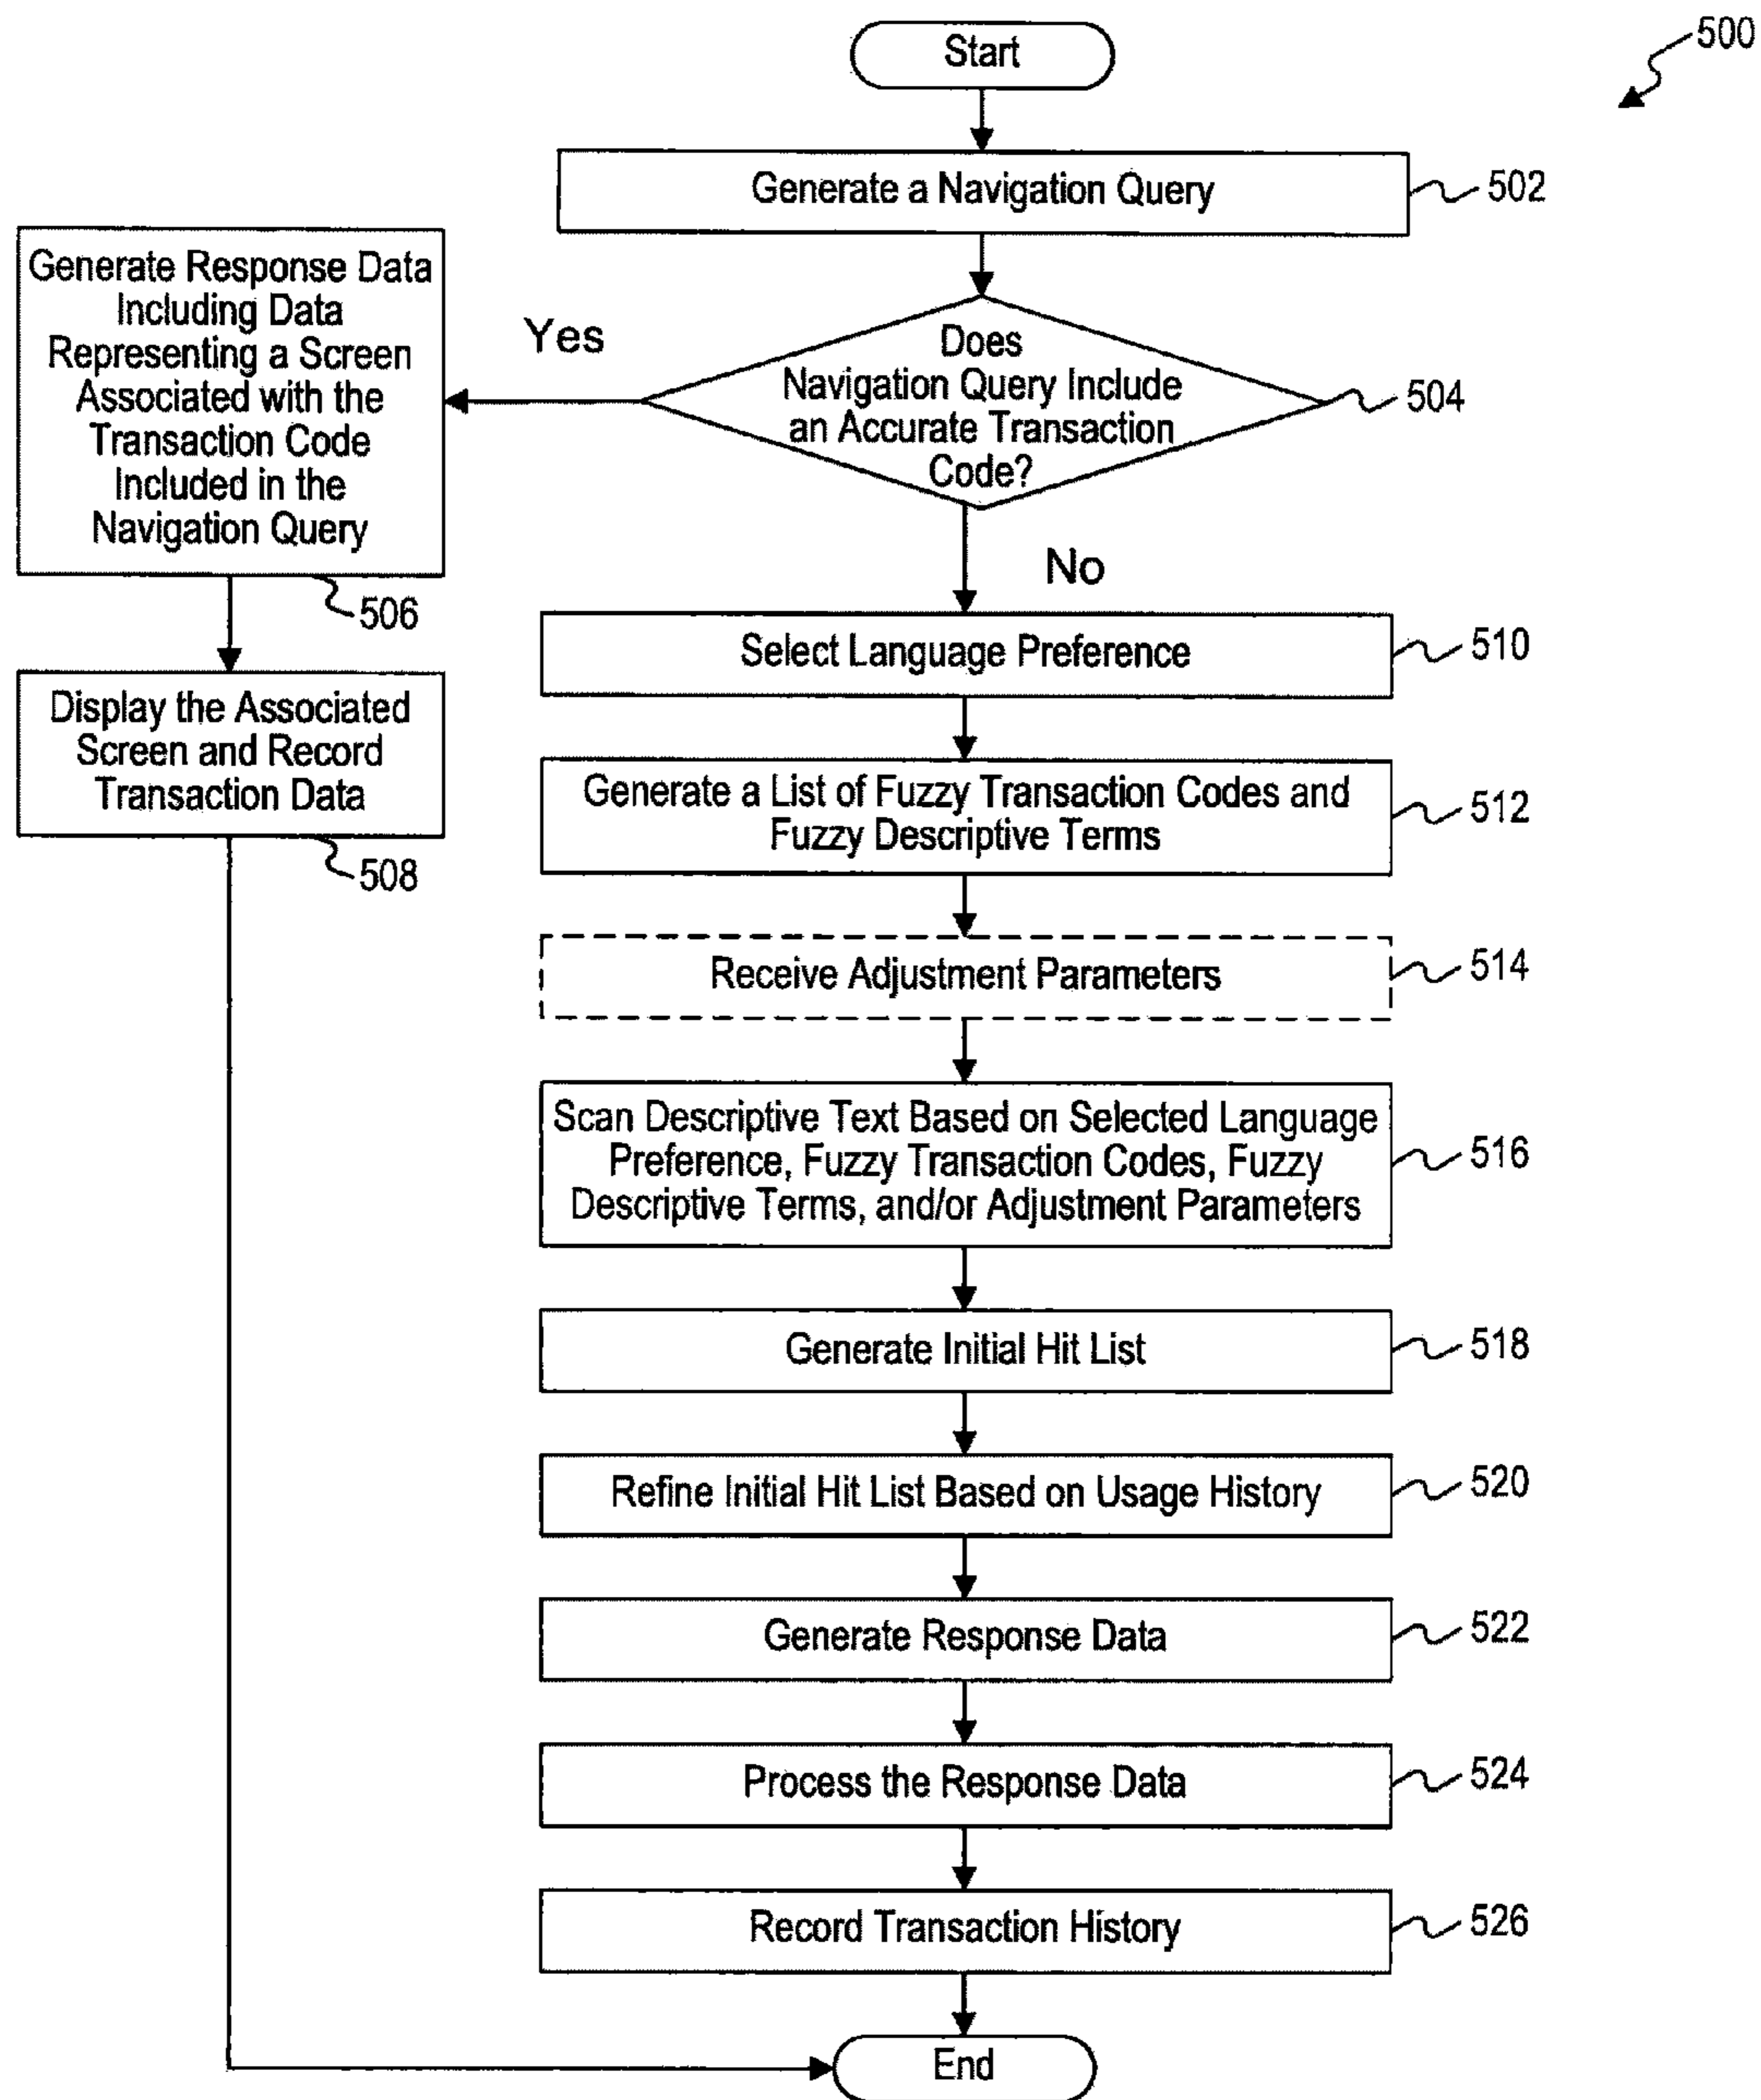 Start
500
Generate a Navigation Query
502
Generate Response Data
Including Data
Representing a Screen
Associated with the
Transaction Code
Included in the
Navigation Query
506
Yes
Does
Navigation Query Include
an Accurate Transaction
Code?
504
No
Display the Associated
Screen and Record
Transaction Data
508
Select Language Preference
510
Generate a List of Fuzzy Transaction Codes and
Fuzzy Descriptive Terms
512
Receive Adjustment Parameters
514
Scan Descriptive Text Based on Selected Language
Preference, Fuzzy Transaction Codes, Fuzzy
Descriptive Terms, and/or Adjustment Parameters
516
Generate Initial Hit List
518
Refine Initial Hit List Based on Usage History
520
Generate Response Data
522
Process the Response Data
524
Record Transaction History
526
End